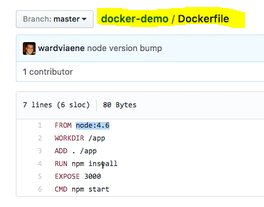 Branch: master
docker-demo / Dockerfile
wardviaene node version bump
1 contributor
7 lines (6 sloc) 80 Bytes
1 FROM node:4.6
2 WORKDIR /app
3 ADD . /app
4 RUN npm install
5 EXPOSE 3000
6 CMD npm start